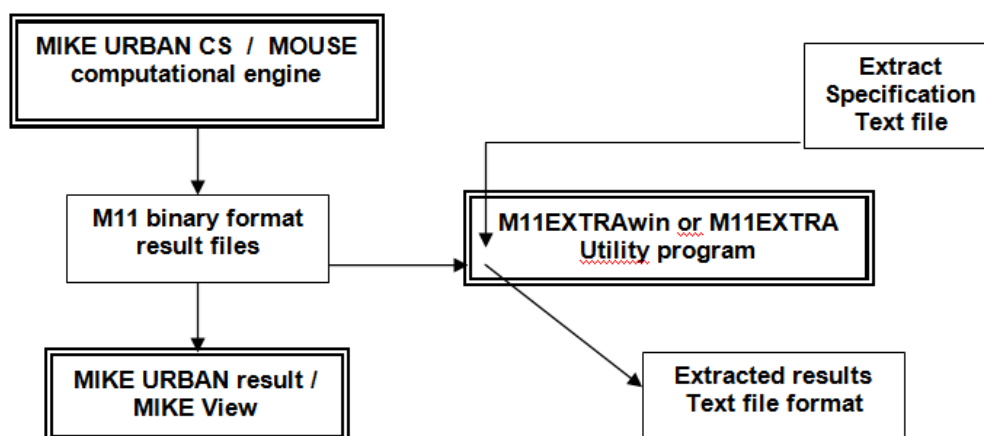 MIKE URBAN CS / MOUSE
computational engine
Extract
Specification
Text file
M11 binary format
result files
M11EXTRAwin or M11EXTRA
Utility program
MIKE URBAN result /
MIKE View
Extracted results
Text file format